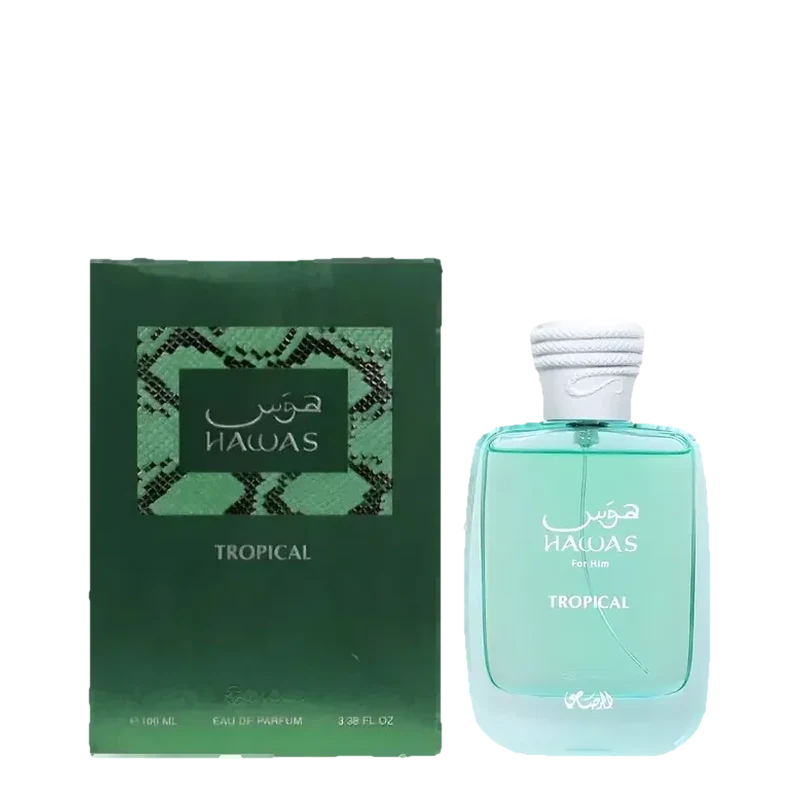 هوس
HAWAS
TROPICAL
℮ 100 ML
EAU DE PARFUM
3.38 FL OZ
هوس
HAWAS
For Him
TROPICAL